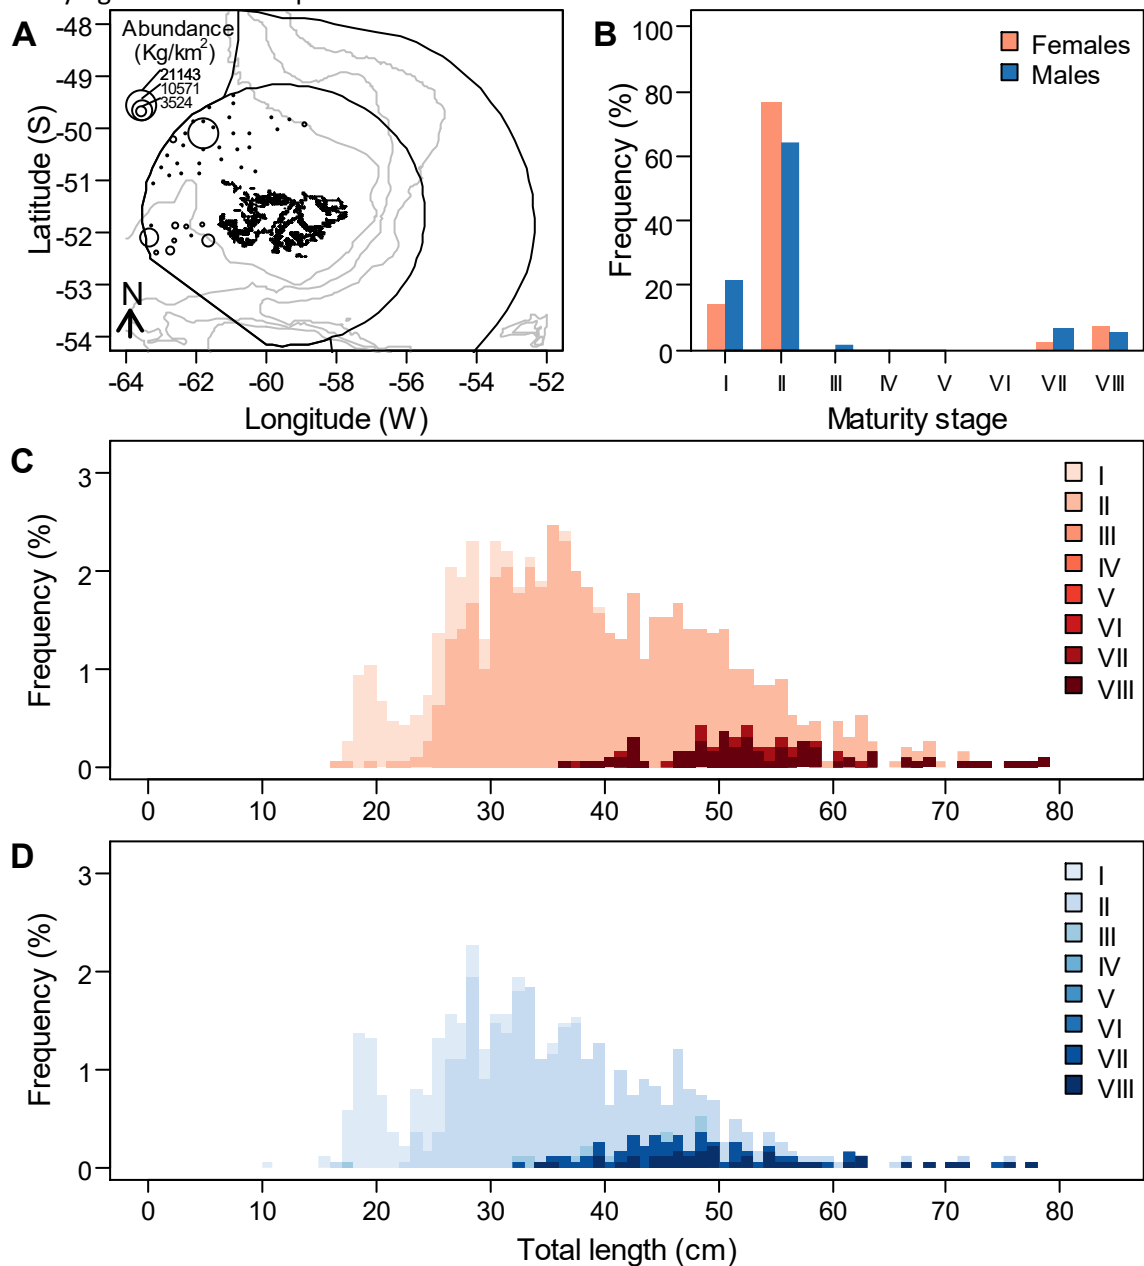 A
Abundance
(Kg/km²)
21143
10571
3524
-48
-49
-50
-51
-52
-53
-54
Latitude (S)
N
-64
-62
-60
-58
-56
-54
-52
Longitude (W)
B
100
80
60
40
20
0
Frequency (%)
Females
Males
I
II
III
IV
V
VI
VII
VIII
Maturity stage
C
3
2
1
0
Frequency (%)
I
II
III
IV
V
VI
VII
VIII
0
10
20
30
40
50
60
70
80
D
3
2
1
0
Frequency (%)
I
II
III
IV
V
VI
VII
VIII
0
10
20
30
40
50
60
70
80
Total length (cm)